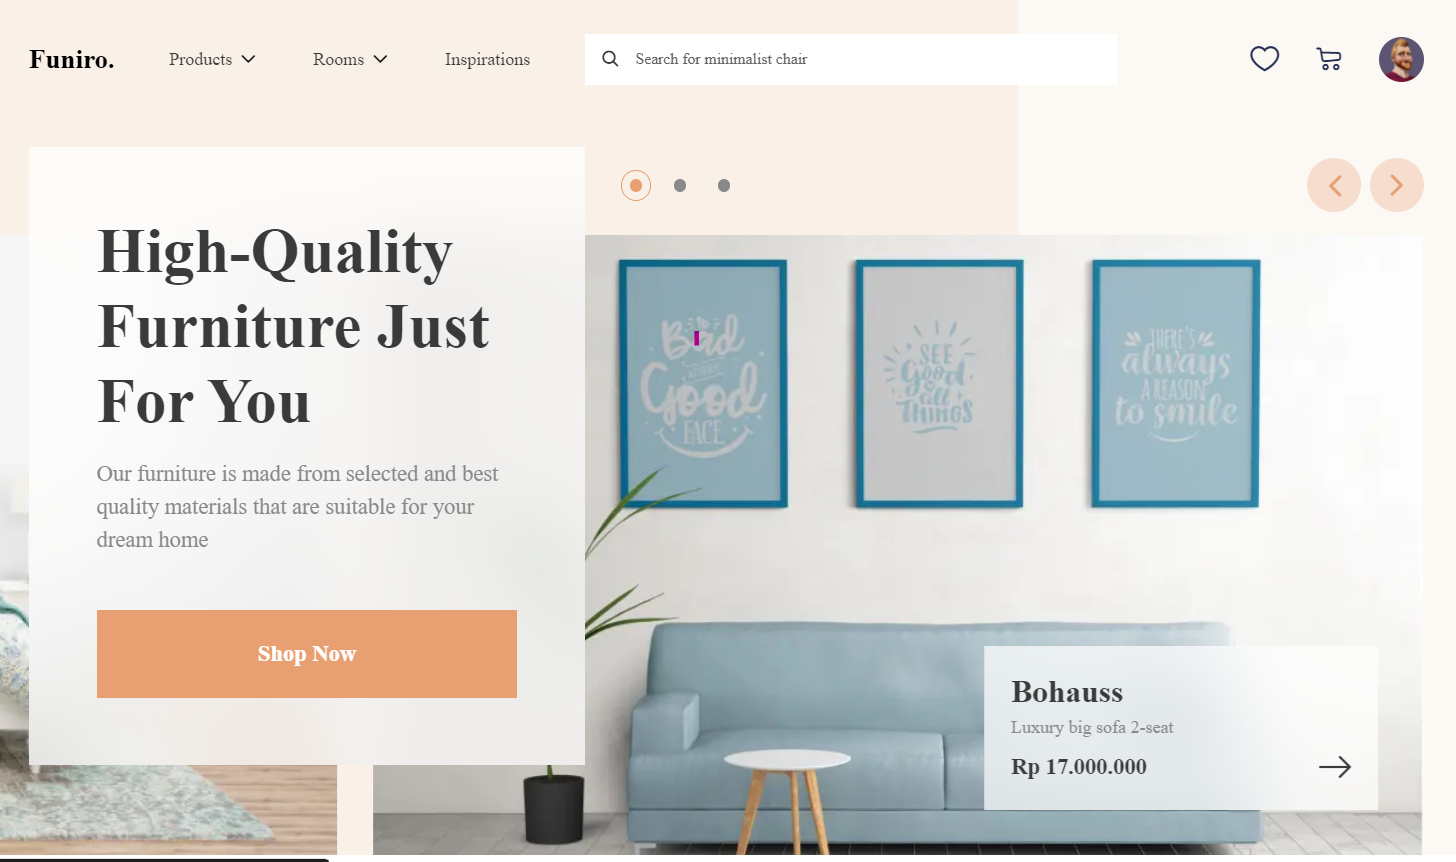 Funiro.
Products
Rooms
Inspirations
Search for minimalist chair
High-Quality
Furniture Just
For You
Our furniture is made from selected and best
quality materials that are suitable for your
dream home
Shop Now
Good
FACE
SEE
Good
all
THINGS
THERE'S
always
A REASON
to smile
Bohauss
Luxury big sofa 2-seat
Rp 17.000.000